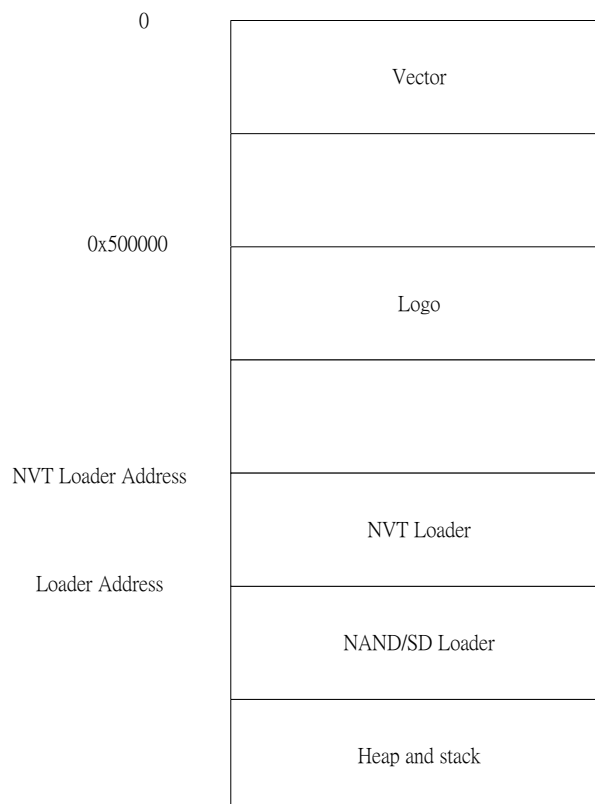 0
Vector
0x500000
Logo
NVT Loader Address
NVT Loader
Loader Address
NAND/SD Loader
Heap and stack